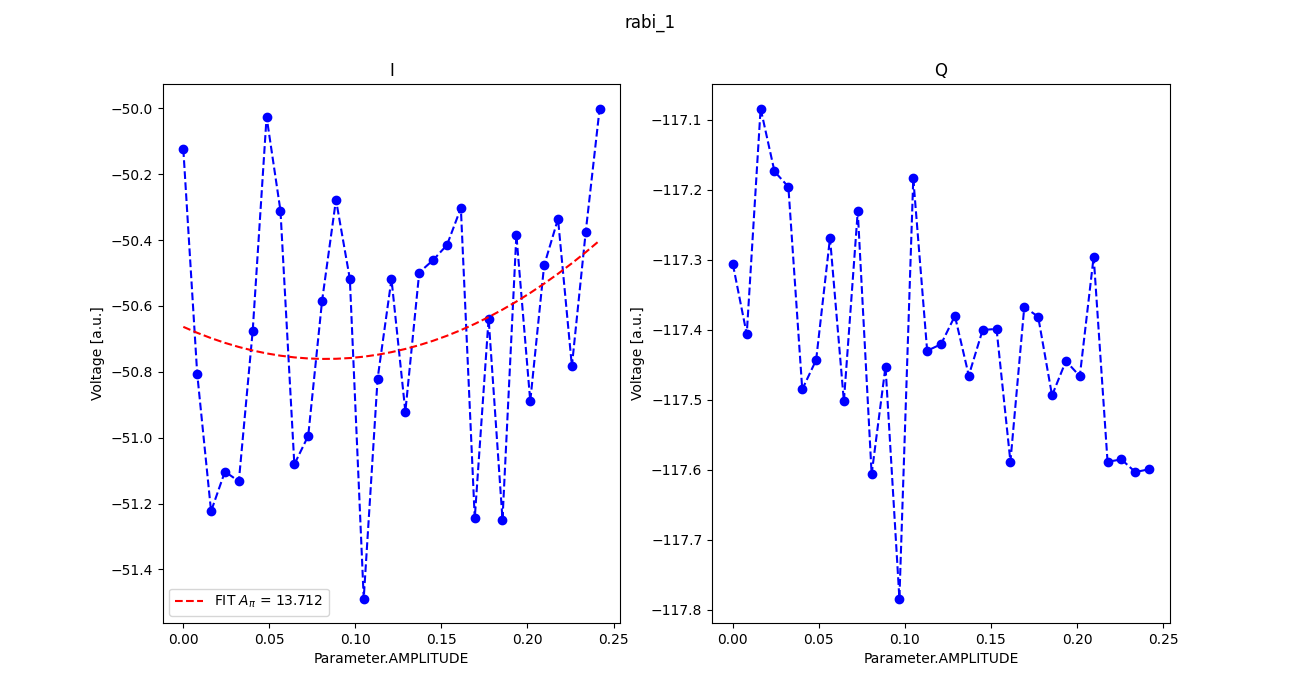 rabi_1
I
Voltage [a.u.]
−50.0
−50.2
−50.4
−50.6
−50.8
−51.0
−51.2
−51.4
FIT Aπ = 13.712
0.00 0.05 0.10 0.15 0.20 0.25
Parameter.AMPLITUDE
Q
Voltage [a.u.]
−117.1
−117.2
−117.3
−117.4
−117.5
−117.6
−117.7
−117.8
0.00 0.05 0.10 0.15 0.20 0.25
Parameter.AMPLITUDE